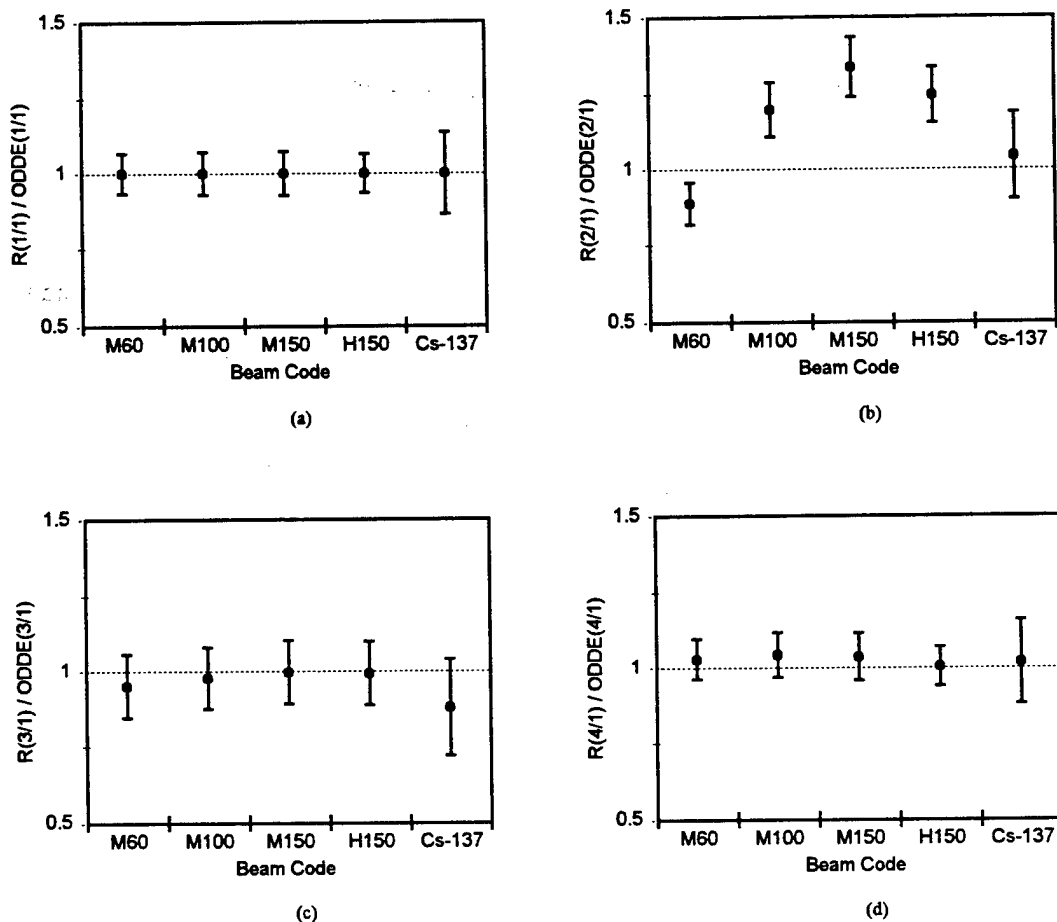 1.5
1
0.5
R(1/1) / ODDE(1/1)
M60 M100 M150 H150 Cs-137
Beam Code
(a)
1.5
1
0.5
R(2/1) / ODDE(2/1)
M60 M100 M150 H150 Cs-137
Beam Code
(b)
1.5
1
0.5
R(3/1) / ODDE(3/1)
M60 M100 M150 H150 Cs-137
Beam Code
(c)
1.5
1
0.5
R(4/1) / ODDE(4/1)
M60 M100 M150 H150 Cs-137
Beam Code
(d)